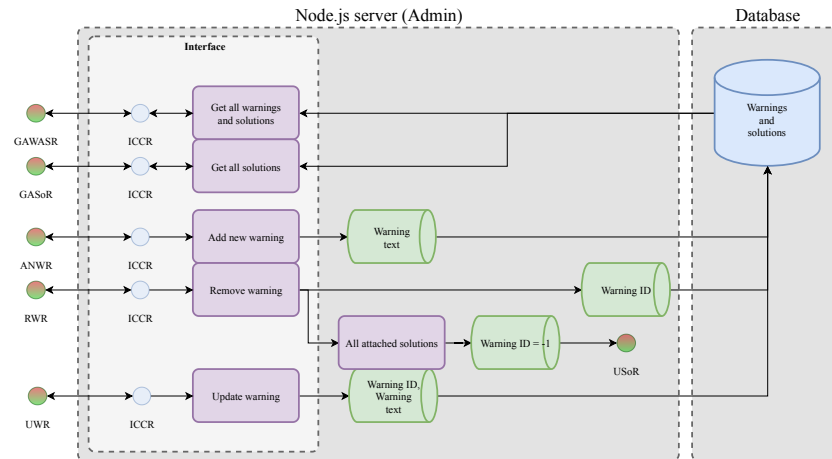 Node.js server (Admin)
Database
Interface
Get all warnings
and solutions
Warnings
and
solutions
GAWASR
ICCR
Get all solutions
GASoR
ICCR
Add new warning
Warning
text
ANWR
ICCR
Remove warning
Warning ID
RWR
ICCR
All attached solutions
Warning ID = -1
USoR
Update warning
Warning ID,
Warning
text
UWR
ICCR